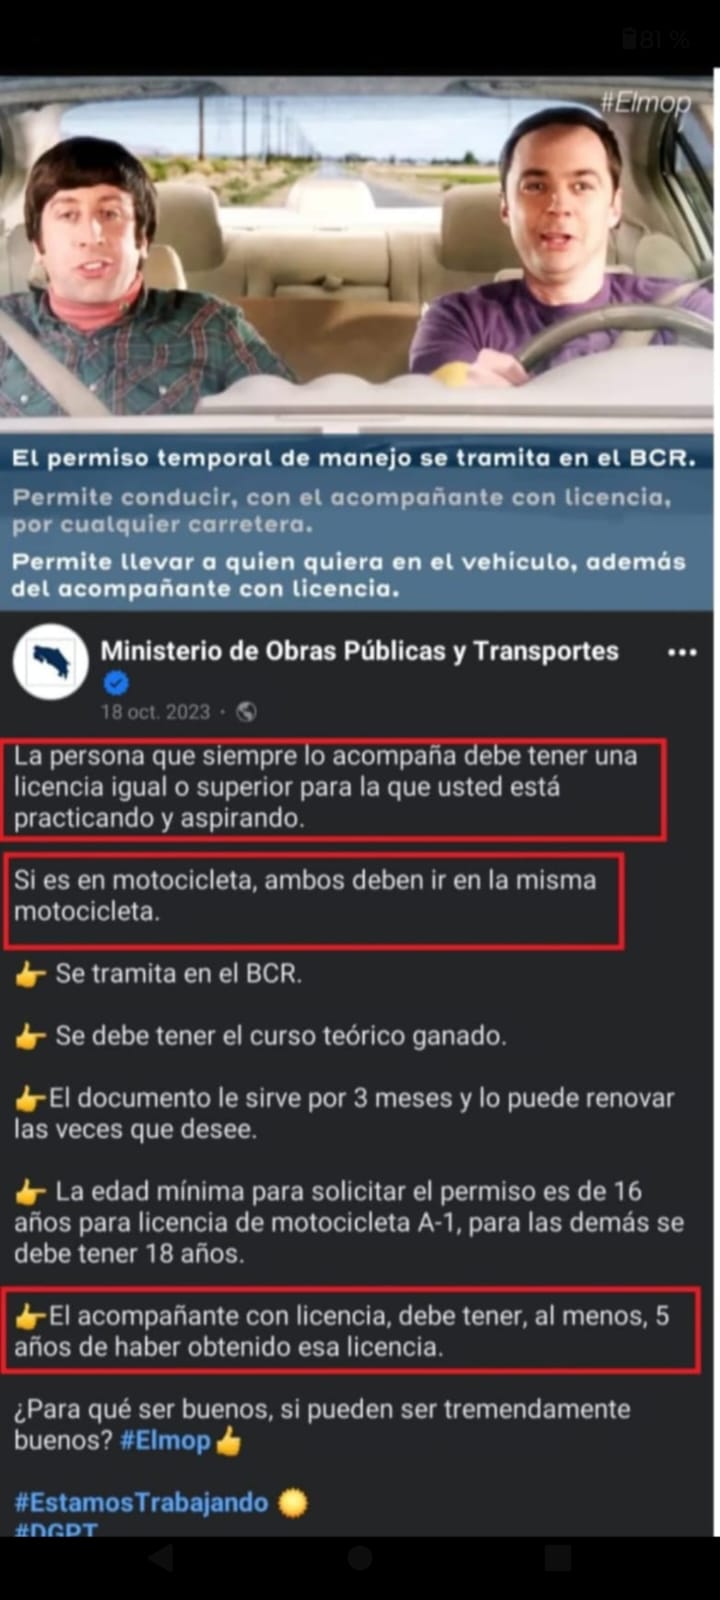 81 %
#Elmop
El permiso temporal de manejo se tramita en el BCR.
Permite conducir, con el acompañante con licencia,
por cualquier carretera.
Permite llevar a quien quiera en el vehículo, además
del acompañante con licencia.
Ministerio de Obras Públicas y Transportes
18 oct. 2023 ·
La persona que siempre lo acompaña debe tener una
licencia igual o superior para la que usted está
practicando y aspirando.
Si es en motocicleta, ambos deben ir en la misma
motocicleta.
👉 Se tramita en el BCR.
👉 Se debe tener el curso teórico ganado.
👉El documento le sirve por 3 meses y lo puede renovar
las veces que desee.
👉 La edad mínima para solicitar el permiso es de 16
años para licencia de motocicleta A-1, para las demás se
debe tener 18 años.
👉El acompañante con licencia, debe tener, al menos, 5
años de haber obtenido esa licencia.
¿Para qué ser buenos, si pueden ser tremendamente
buenos? #Elmop👍
#EstamosTrabajando 🌞
#DGPT